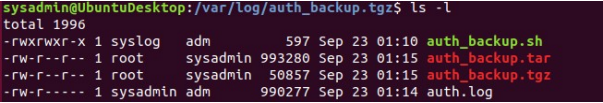 sysadmin@UbuntuDesktop:/var/log/auth_backup.tgz$ ls -l
total 1996
-rwxrwxr-x 1 syslog   adm         597 Sep 23 01:10 auth_backup.sh
-rw-r--r-- 1 root     sysadmin 993280 Sep 23 01:15 auth_backup.tar
-rw-r--r-- 1 root     sysadmin  50857 Sep 23 01:15 auth_backup.tgz
-rw-r----- 1 sysadmin adm      990277 Sep 23 01:14 auth.log